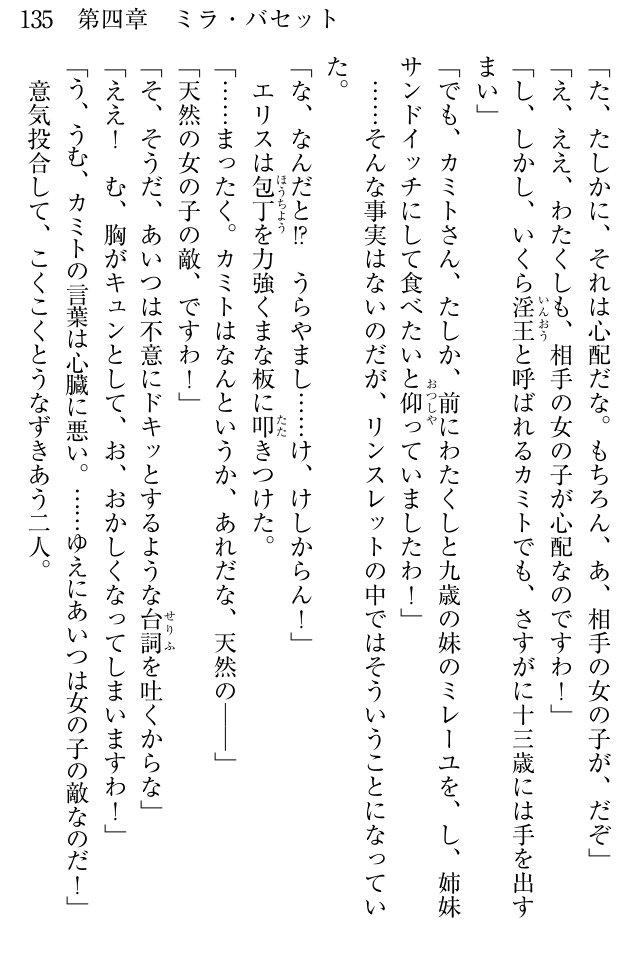 135　第四章　ミラ・バセット
「た、たしかに、それは心配だな。もちろん、あ、相手の女の子が、だぞ」
「え、ええ、わたくしも、相手の女の子が心配なのですわ！」
「し、しかし、いくら淫王と呼ばれるカミトでも、さすがに十三歳には手を出す
まい」
「でも、カミトさん、たしか、前にわたくしと九歳の妹のミレーユを、し、姉妹
サンドイッチにして食べたいと仰っていましたわ！」
……そんな事実はないのだが、リンスレットの中ではそういうことになってい
た。
「な、なんだと⁉　うらやまし……け、けしからん！」
エリスは包丁を力強くまな板に叩きつけた。
「……まったく。カミトはなんというか、あれだな、天然の――」
「天然の女の子の敵、ですわ！」
「そ、そうだ、あいつは不意にドキッとするような台詞を吐くからな」
「ええ！　む、胸がキュンとして、お、おかしくなってしまいますわ！」
「う、うむ、カミトの言葉は心臓に悪い。……ゆえにあいつは女の子の敵なのだ！」
意気投合して、こくこくとうなずきあう二人。